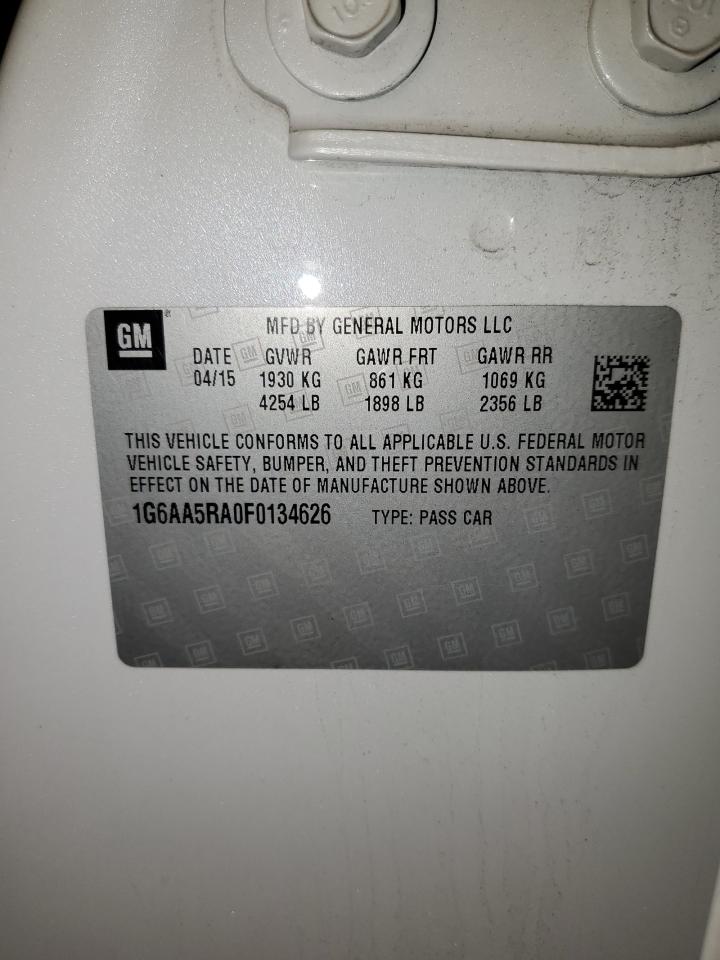 GM
MFD BY GENERAL MOTORS LLC
DATE GVWR GAWR FRT GAWR RR
04/15 1930 KG 861 KG 1069 KG
4254 LB 1898 LB 2356 LB
THIS VEHICLE CONFORMS TO ALL APPLICABLE U.S. FEDERAL MOTOR
VEHICLE SAFETY, BUMPER, AND THEFT PREVENTION STANDARDS IN
EFFECT ON THE DATE OF MANUFACTURE SHOWN ABOVE.
1G6AA5RA0F0134626 TYPE: PASS CAR